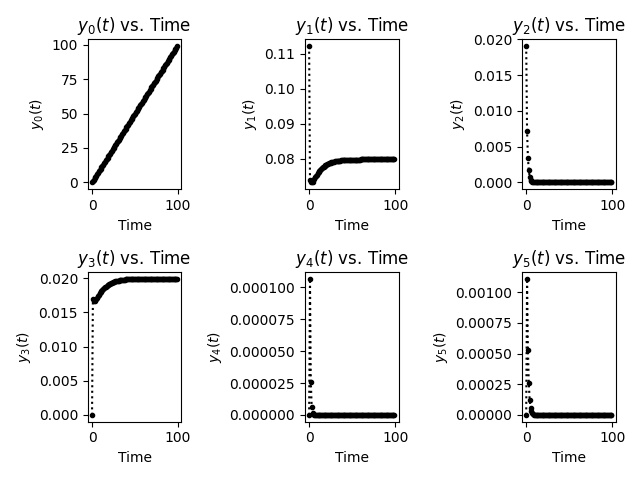 y₀(t) vs. Time
y₁(t) vs. Time
y₂(t) vs. Time
100
75
50
25
0
y₀(t)
0 100
Time
0.11
0.10
0.09
0.08
y₁(t)
0 100
Time
0.020
0.015
0.010
0.005
0.000
y₂(t)
0 100
Time
y₃(t) vs. Time
y₄(t) vs. Time
y₅(t) vs. Time
0.020
0.015
0.010
0.005
0.000
y₃(t)
0 100
Time
0.000100
0.000075
0.000050
0.000025
0.000000
y₄(t)
0 100
Time
0.00100
0.00075
0.00050
0.00025
0.00000
y₅(t)
0 100
Time